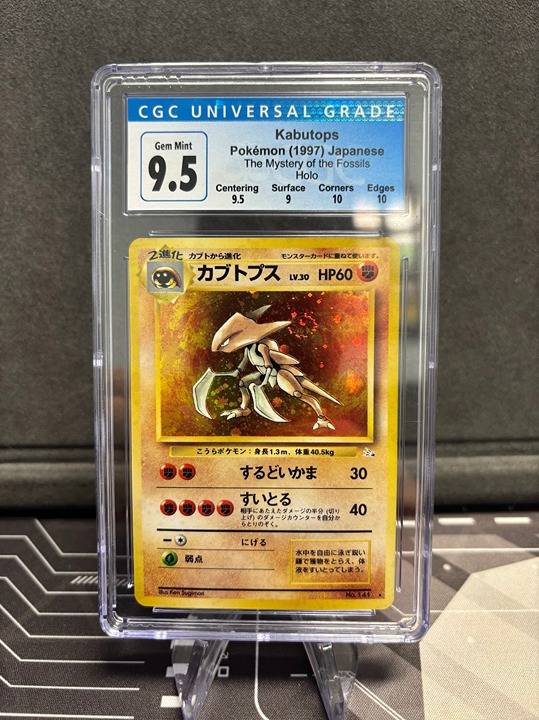 CGC UNIVERSAL GRADE
Gem Mint
9.5
Kabutops
Pokémon (1997) Japanese
The Mystery of the Fossils
Holo
Centering Surface Corners Edges
9.5 9 10 10
2進化 カブトから進化 モンスターカードに重ねて使います。
カブトプス LV.30 HP60
こうらポケモン：身長1.3m、体重40.5kg
するどいかま 30
すいとる 40
相手にあたえたダメージの半分(切り
上げ)のダメージカウンターを自分か
らとりのぞく。
にげる
弱点
水中を自由に泳ぎ鋭い
鎌で獲物をとらえ、体
液をすいとってしまう。
Illus. Ken Sugimori
No.141